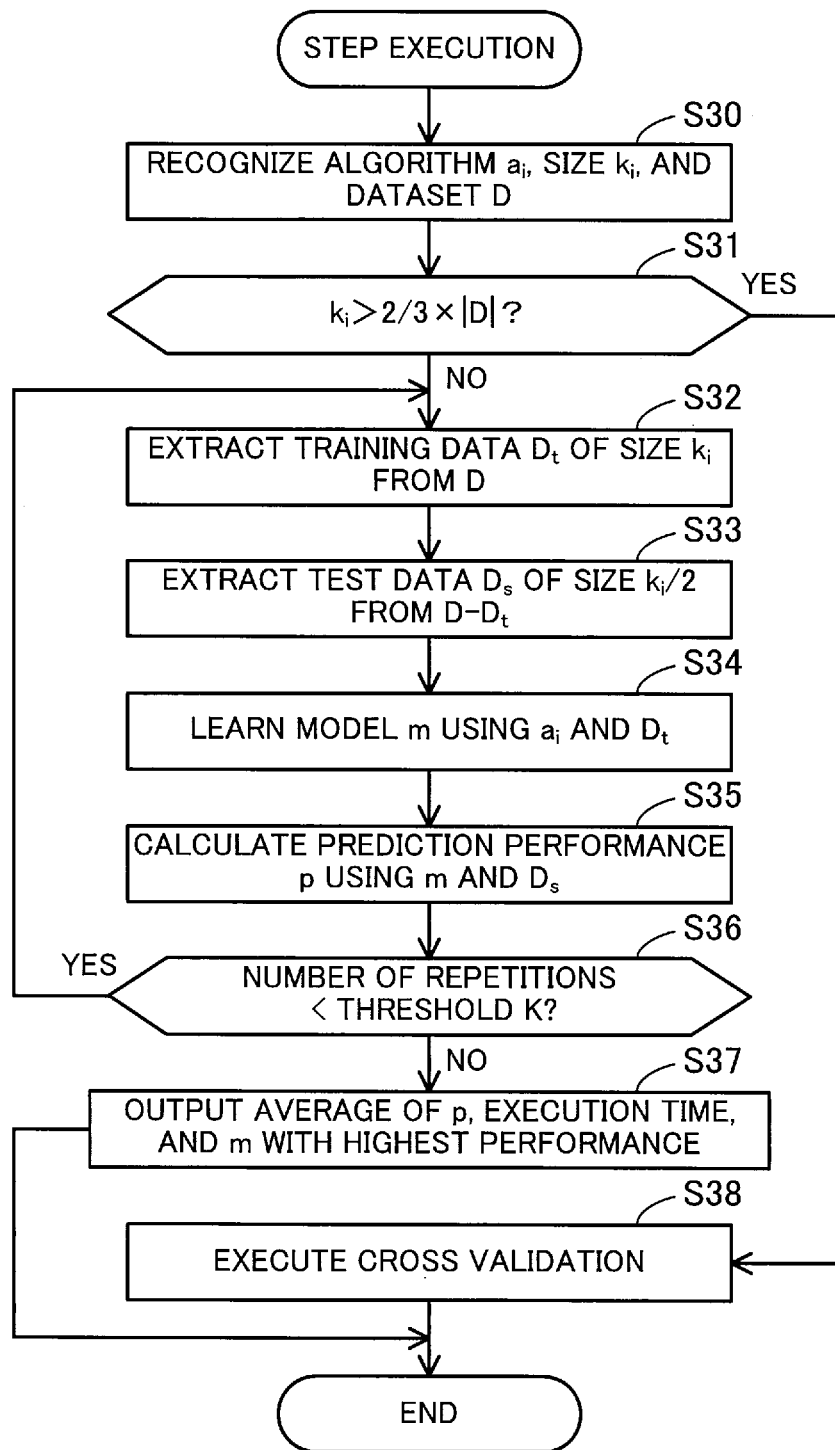 STEP EXECUTION
S30
RECOGNIZE ALGORITHM aᵢ, SIZE kᵢ, AND
DATASET D
S31
YES
kᵢ＞2/3×|D|？
NO
S32
EXTRACT TRAINING DATA Dₜ OF SIZE kᵢ
FROM D
S33
EXTRACT TEST DATA Dₛ OF SIZE kᵢ/2
FROM D−Dₜ
S34
LEARN MODEL m USING aᵢ AND Dₜ
S35
CALCULATE PREDICTION PERFORMANCE
p USING m AND Dₛ
S36
YES
NUMBER OF REPETITIONS
< THRESHOLD K?
NO
S37
OUTPUT AVERAGE OF p, EXECUTION TIME,
AND m WITH HIGHEST PERFORMANCE
S38
EXECUTE CROSS VALIDATION
END